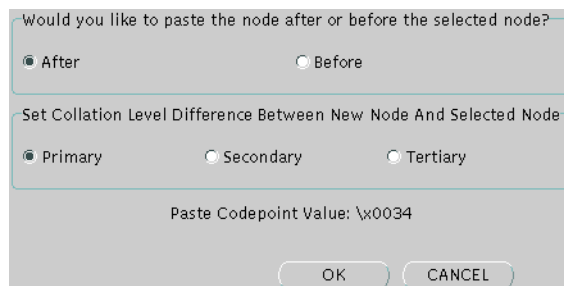 Would you like to paste the node after or before the selected node?
After Before
Set Collation Level Difference Between New Node And Selected Node
Primary Secondary Tertiary
Paste Codepoint Value: \x0034
OK CANCEL